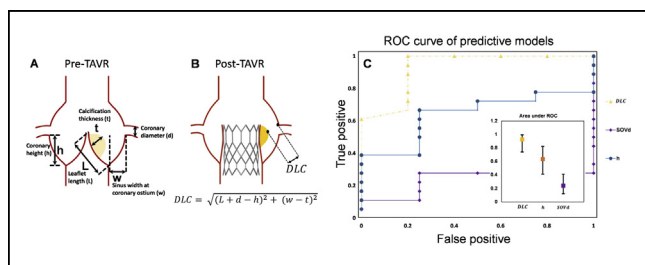 A Pre-TAVR
Calcification
thickness (t)
t
Coronary
diameter (d)
Coronary
height (h)
h
L
Leaflet
length (L)
w
Sinus width at
coronary ostium (w)
B Post-TAVR
DLC
DLC = √(L + d − h)² + (w − t)²
ROC curve of predictive models
C
True positive
1
0.8
0.6
0.4
0.2
0
0 0.2 0.4 0.6 0.8 1
False positive
DLC
SOVd
h
Area under ROC
1.2
1
0.8
0.6
0.4
0.2
0
DLC h SOVd